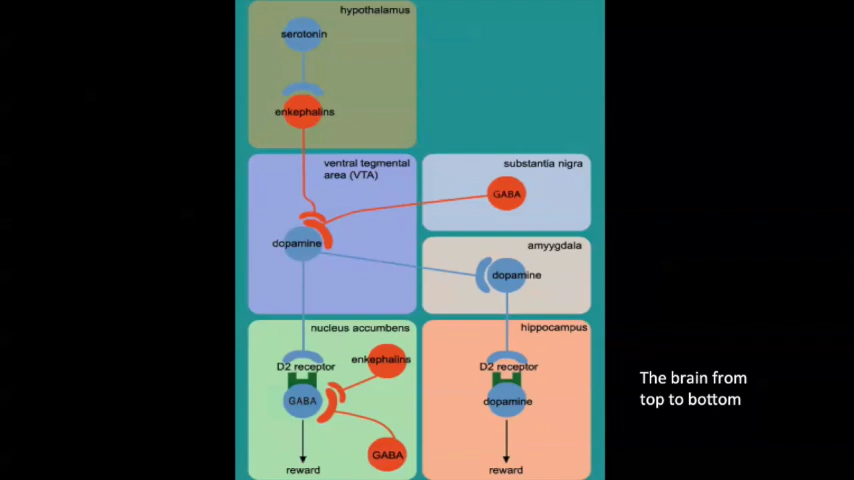 hypothalamus
serotonin
enkephalins
ventral tegmental
area (VTA)
substantia nigra
GABA
dopamine
amyygdala
dopamine
nucleus accumbens
D2 receptor
enkephalins
GABA
GABA
reward
hippocampus
D2 receptor
dopamine
reward
The brain from
top to bottom